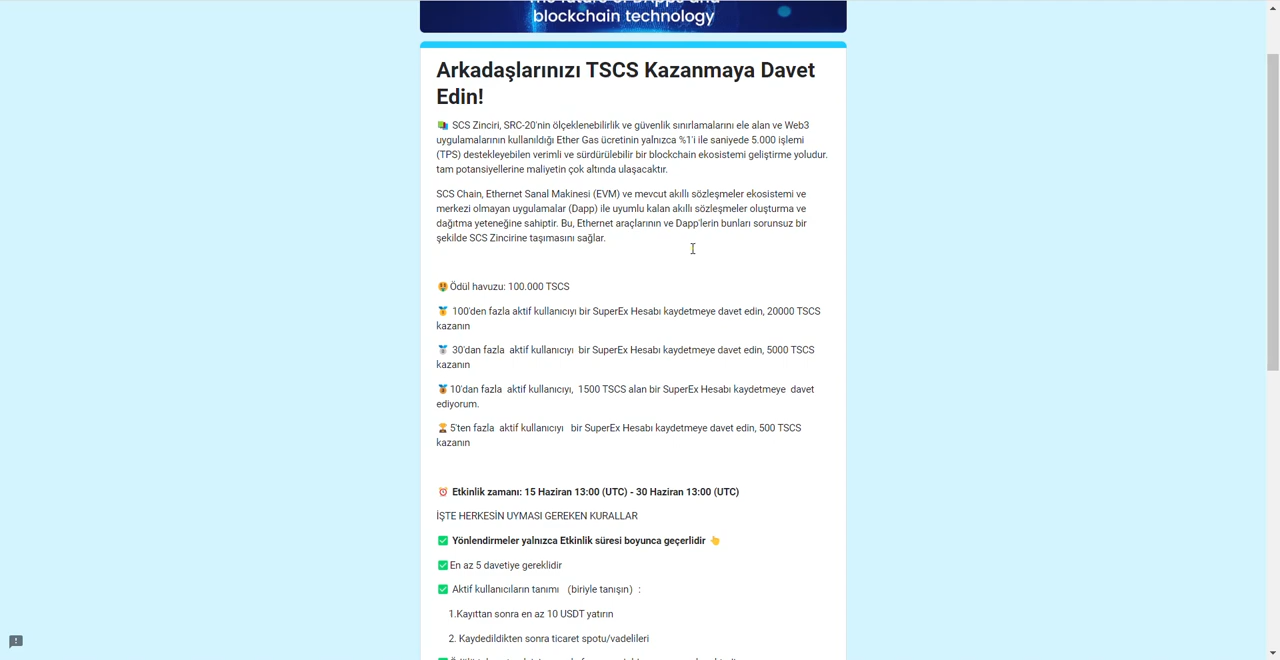 blockchain technology
Arkadaşlarınızı TSCS Kazanmaya Davet
Edin!
SCS Zinciri, SRC-20'nin ölçeklenebilirlik ve güvenlik sınırlamalarını ele alan ve Web3
uygulamalarının kullanıldığı Ether Gas ücretinin yalnızca %1'i ile saniyede 5.000 işlemi
(TPS) destekleyebilen verimli ve sürdürülebilir bir blockchain ekosistemi geliştirme yoludur.
tam potansiyellerine maliyetin çok altında ulaşacaktır.
SCS Chain, Ethernet Sanal Makinesi (EVM) ve mevcut akıllı sözleşmeler ekosistemi ve
merkezi olmayan uygulamalar (Dapp) ile uyumlu kalan akıllı sözleşmeler oluşturma ve
dağıtma yeteneğine sahiptir. Bu, Ethernet araçlarının ve Dapp'lerin bunları sorunsuz bir
şekilde SCS Zincirine taşımasını sağlar.
🤑Ödül havuzu: 100.000 TSCS
🥇 100'den fazla aktif kullanıcıyı bir SuperEx Hesabı kaydetmeye davet edin, 20000 TSCS
kazanın
🥈 30'dan fazla aktif kullanıcıyı bir SuperEx Hesabı kaydetmeye davet edin, 5000 TSCS
kazanın
🥉10'dan fazla aktif kullanıcıyı, 1500 TSCS alan bir SuperEx Hesabı kaydetmeye davet
ediyorum.
🏆5'ten fazla aktif kullanıcıyı bir SuperEx Hesabı kaydetmeye davet edin, 500 TSCS
kazanın
⏰ Etkinlik zamanı: 15 Haziran 13:00 (UTC) - 30 Haziran 13:00 (UTC)
İŞTE HERKESİN UYMASI GEREKEN KURALLAR
✅ Yönlendirmeler yalnızca Etkinlik süresi boyunca geçerlidir 👆
✅En az 5 davetiye gereklidir
✅ Aktif kullanıcıların tanımı (biriyle tanışın) :
1.Kayıttan sonra en az 10 USDT yatırın
2. Kaydedildikten sonra ticaret spotu/vadelileri